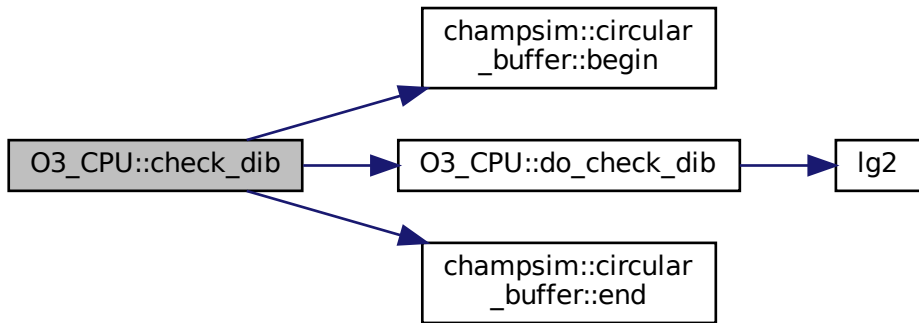 champsim::circular
_buffer::begin
O3_CPU::check_dib
O3_CPU::do_check_dib
lg2
champsim::circular
_buffer::end